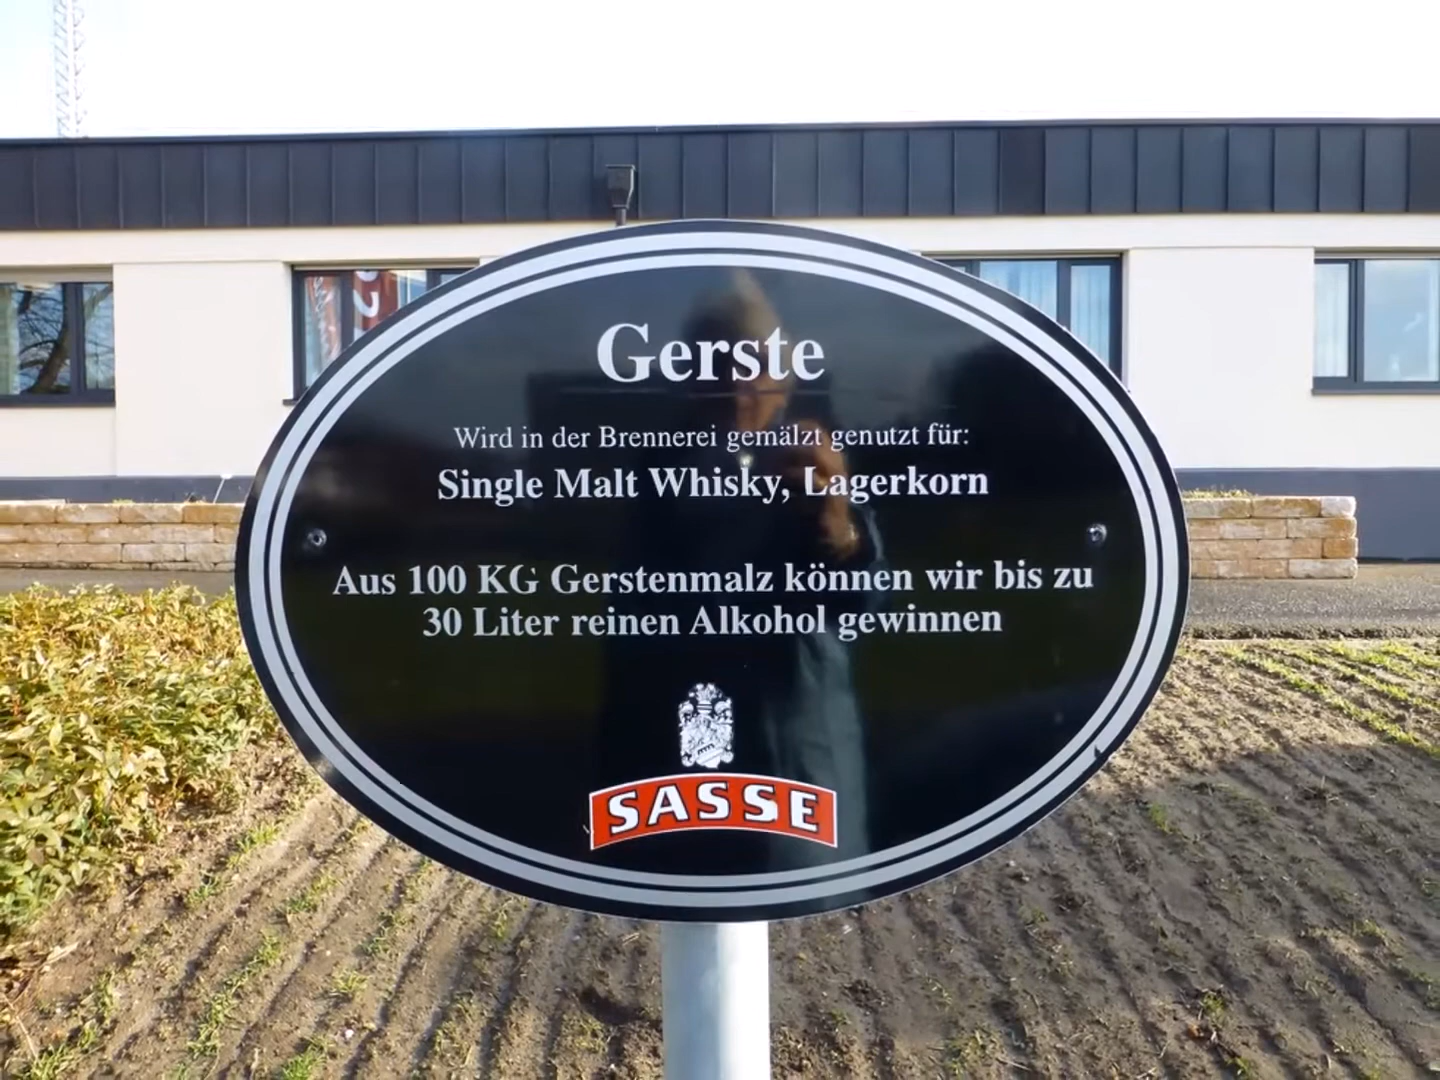 Gerste
Wird in der Brennerei gemälzt genutzt für:
Single Malt Whisky, Lagerkorn
Aus 100 KG Gerstenmalz können wir bis zu
30 Liter reinen Alkohol gewinnen
SASSE